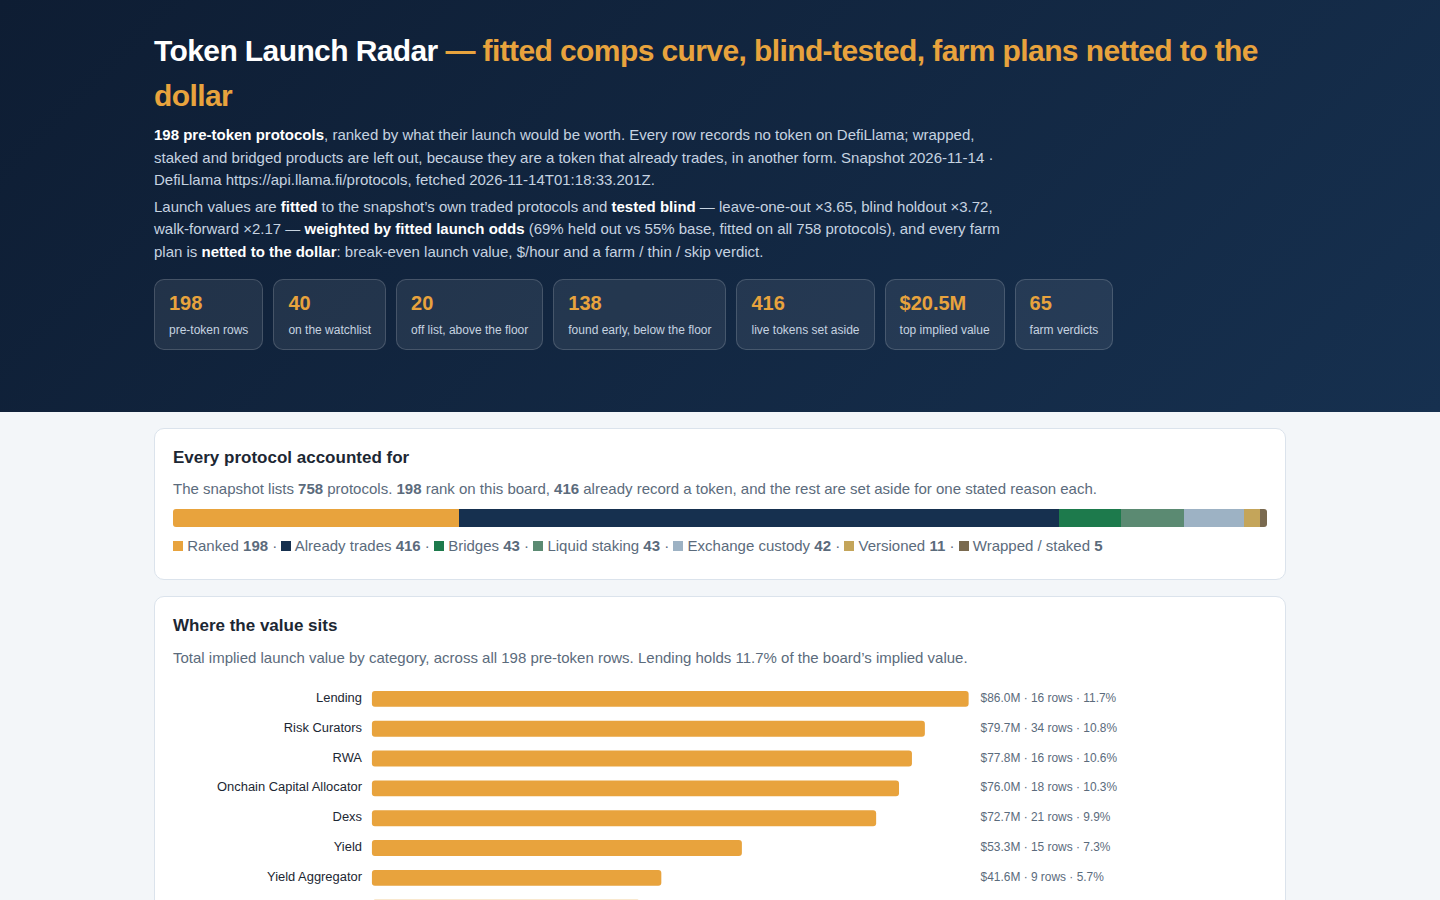 Token Launch Radar — fitted comps curve, blind-tested, farm plans netted to the
dollar
198 pre-token protocols, ranked by what their launch would be worth. Every row records no token on DefiLlama; wrapped,
staked and bridged products are left out, because they are a token that already trades, in another form. Snapshot 2026-11-14 ·
DefiLlama https://api.llama.fi/protocols, fetched 2026-11-14T01:18:33.201Z.
Launch values are fitted to the snapshot’s own traded protocols and tested blind — leave-one-out ×3.65, blind holdout ×3.72,
walk-forward ×2.17 — weighted by fitted launch odds (69% held out vs 55% base, fitted on all 758 protocols), and every farm
plan is netted to the dollar: break-even launch value, $/hour and a farm / thin / skip verdict.
198
pre-token rows
40
on the watchlist
20
off list, above the floor
138
found early, below the floor
416
live tokens set aside
$20.5M
top implied value
65
farm verdicts
Every protocol accounted for
The snapshot lists 758 protocols. 198 rank on this board, 416 already record a token, and the rest are set aside for one stated reason each.
Ranked 198 · Already trades 416 · Bridges 43 · Liquid staking 43 · Exchange custody 42 · Versioned 11 · Wrapped / staked 5
Where the value sits
Total implied launch value by category, across all 198 pre-token rows. Lending holds 11.7% of the board’s implied value.
Lending $86.0M · 16 rows · 11.7%
Risk Curators $79.7M · 34 rows · 10.8%
RWA $77.8M · 16 rows · 10.6%
Onchain Capital Allocator $76.0M · 18 rows · 10.3%
Dexs $72.7M · 21 rows · 9.9%
Yield $53.3M · 15 rows · 7.3%
Yield Aggregator $41.6M · 9 rows · 5.7%